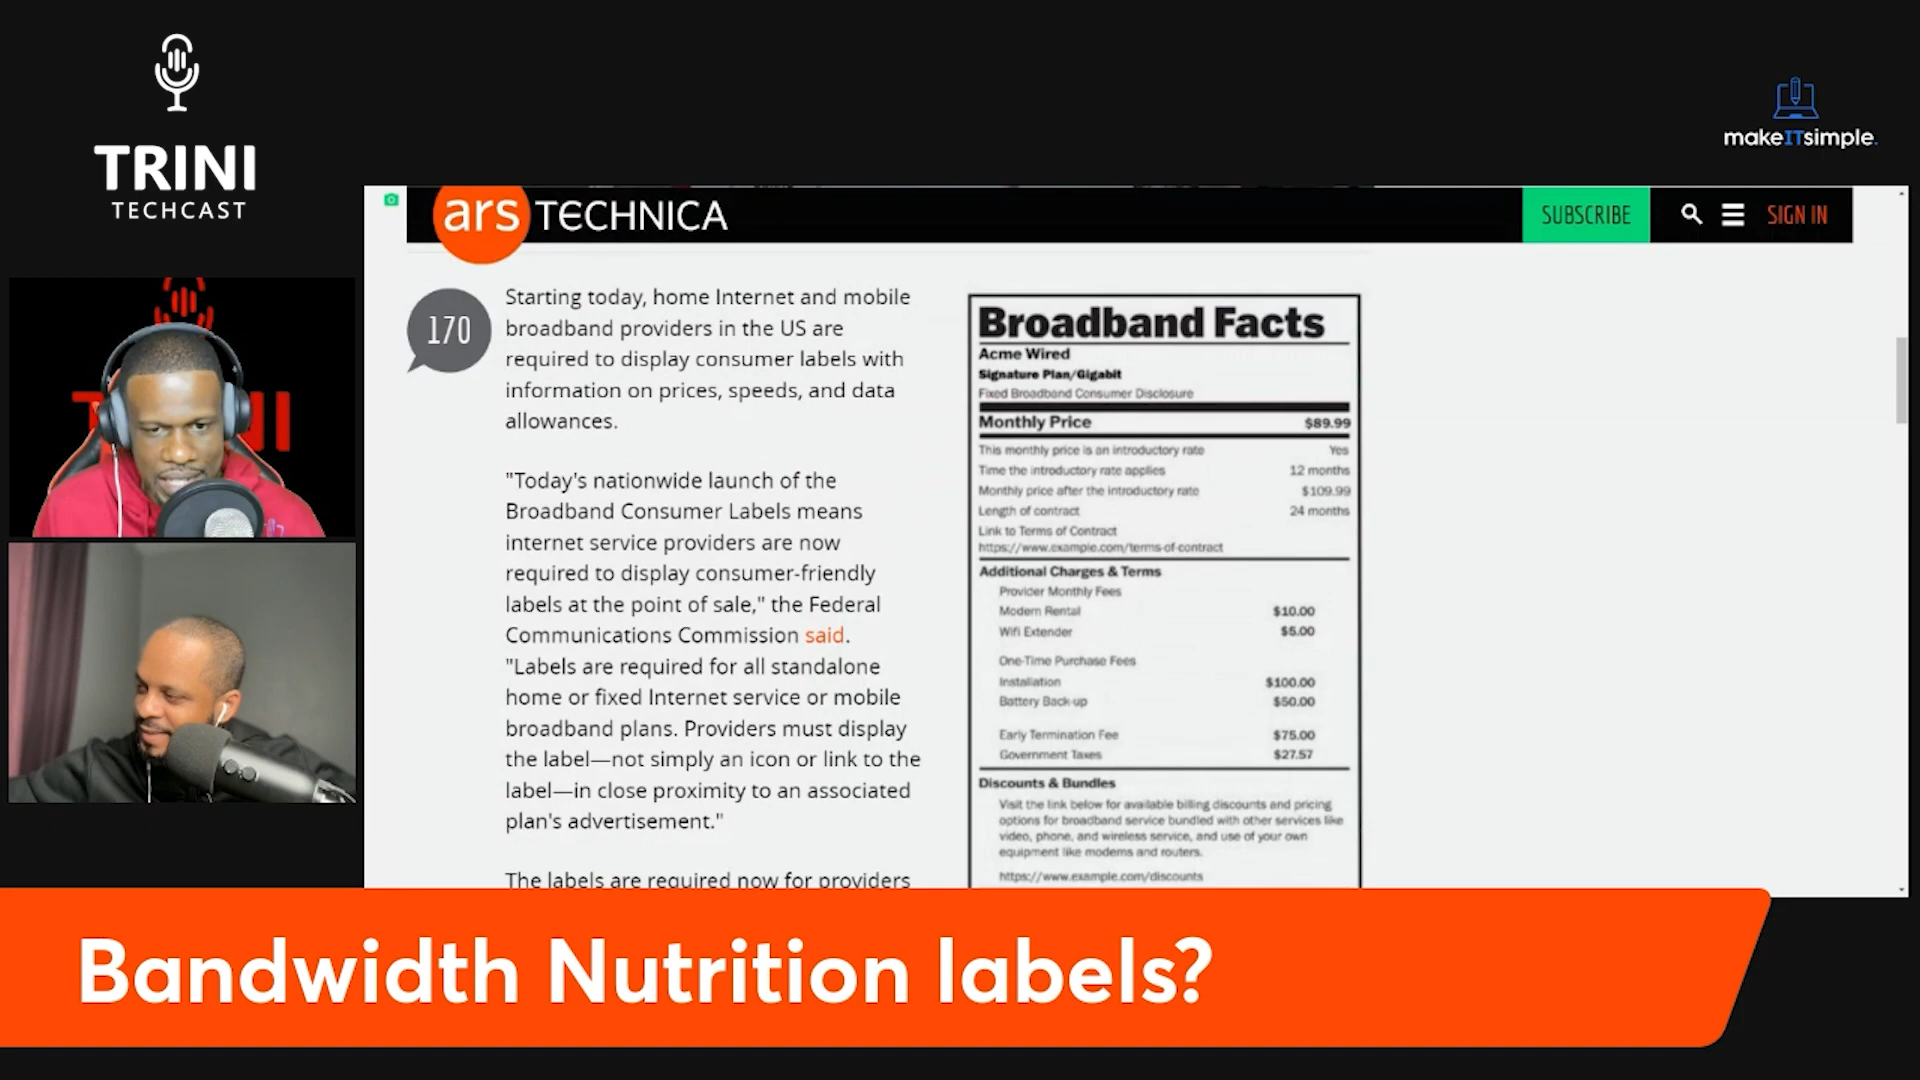 TRINI
TECHCAST
makeITsimple.
ars TECHNICA
SUBSCRIBE
SIGN IN
170
Starting today, home Internet and mobile
broadband providers in the US are
required to display consumer labels with
information on prices, speeds, and data
allowances.
"Today's nationwide launch of the
Broadband Consumer Labels means
internet service providers are now
required to display consumer-friendly
labels at the point of sale," the Federal
Communications Commission said.
"Labels are required for all standalone
home or fixed Internet service or mobile
broadband plans. Providers must display
the label—not simply an icon or link to the
label—in close proximity to an associated
plan's advertisement."
The labels are required now for providers
Broadband Facts
Acme Wired
Signature Plan/Gigabit
Fixed Broadband Consumer Disclosure
Monthly Price $89.99
This monthly price is an introductory rate Yes
Time the introductory rate applies 12 months
Monthly price after the introductory rate $109.99
Length of contract 24 months
Link to Terms of Contract
https://www.example.com/terms-of-contract
Additional Charges & Terms
Provider Monthly Fees
Modem Rental $10.00
Wifi Extender $5.00
One-Time Purchase Fees
Installation $100.00
Battery Back-up $50.00
Early Termination Fee $75.00
Government Taxes $27.57
Discounts & Bundles
Visit the link below for available billing discounts and pricing
options for broadband service bundled with other services like
video, phone, and wireless service, and use of your own
equipment like modems and routers.
https://www.example.com/discounts
Bandwidth Nutrition labels?